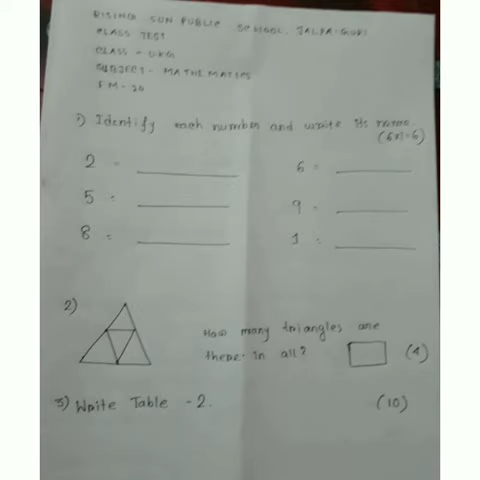 RISING SUN PUBLIC SCHOOL, JALPAIGURI
CLASS TEST
CLASS - UKG
SUBJECT - MATHEMATICS
FM - 20
1) Identify each number and write its name.
(6x1=6)
2 = 6 =
5 = 9 =
8 = 1 =
2) How many triangles are
there in all? (4)
3) Write Table - 2. (10)